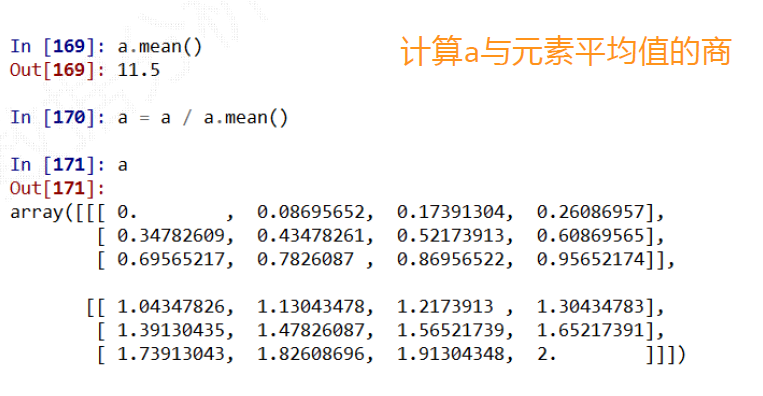 In [169]: a.mean()
计算a与元素平均值的商
Out[169]: 11.5
In [170]: a = a / a.mean()
In [171]: a
Out[171]:
array([[[ 0.        ,  0.08695652,  0.17391304,  0.26086957],
        [ 0.34782609,  0.43478261,  0.52173913,  0.60869565],
        [ 0.69565217,  0.7826087 ,  0.86956522,  0.95652174]],
       [[ 1.04347826,  1.13043478,  1.2173913 ,  1.30434783],
        [ 1.39130435,  1.47826087,  1.56521739,  1.65217391],
        [ 1.73913043,  1.82608696,  1.91304348,  2.        ]]])